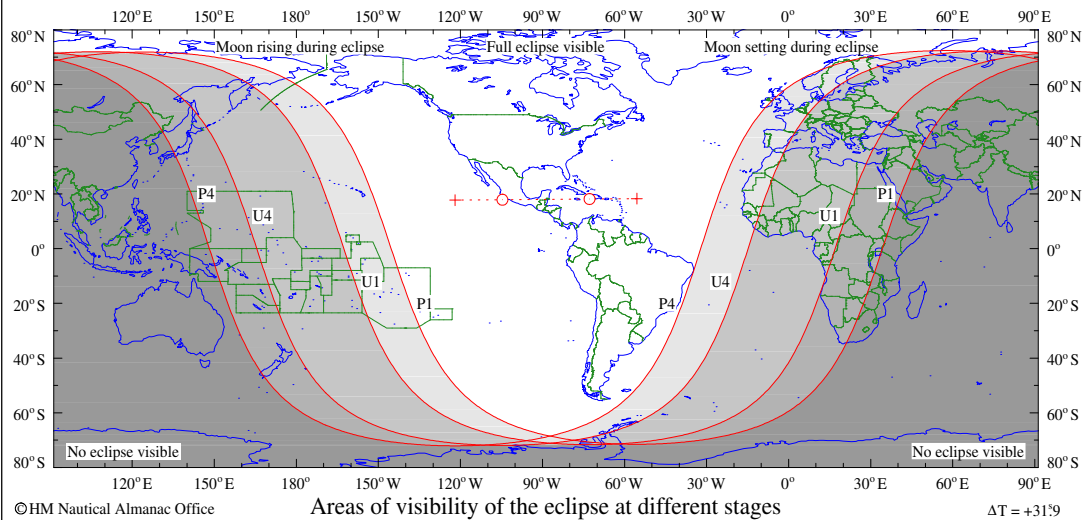 120° E 150° E 180° 150° W 120° W 90° W 60° W 30° W 0° 30° E 60° E 90° E
80° N 80° N
Moon rising during eclipse Full eclipse visible Moon setting during eclipse
60° N 60° N
40° N 40° N
20° N P4 P1 20° N
U4 U1
0° 0°
U1 U4
20° S P1 P4 20° S
40° S 40° S
60° S 60° S
No eclipse visible No eclipse visible
80° S 80° S
120° E 150° E 180° 150° W 120° W 90° W 60° W 30° W 0° 30° E 60° E 90° E
© HM Nautical Almanac Office Areas of visibility of the eclipse at different stages ΔT = +31ˢ.9